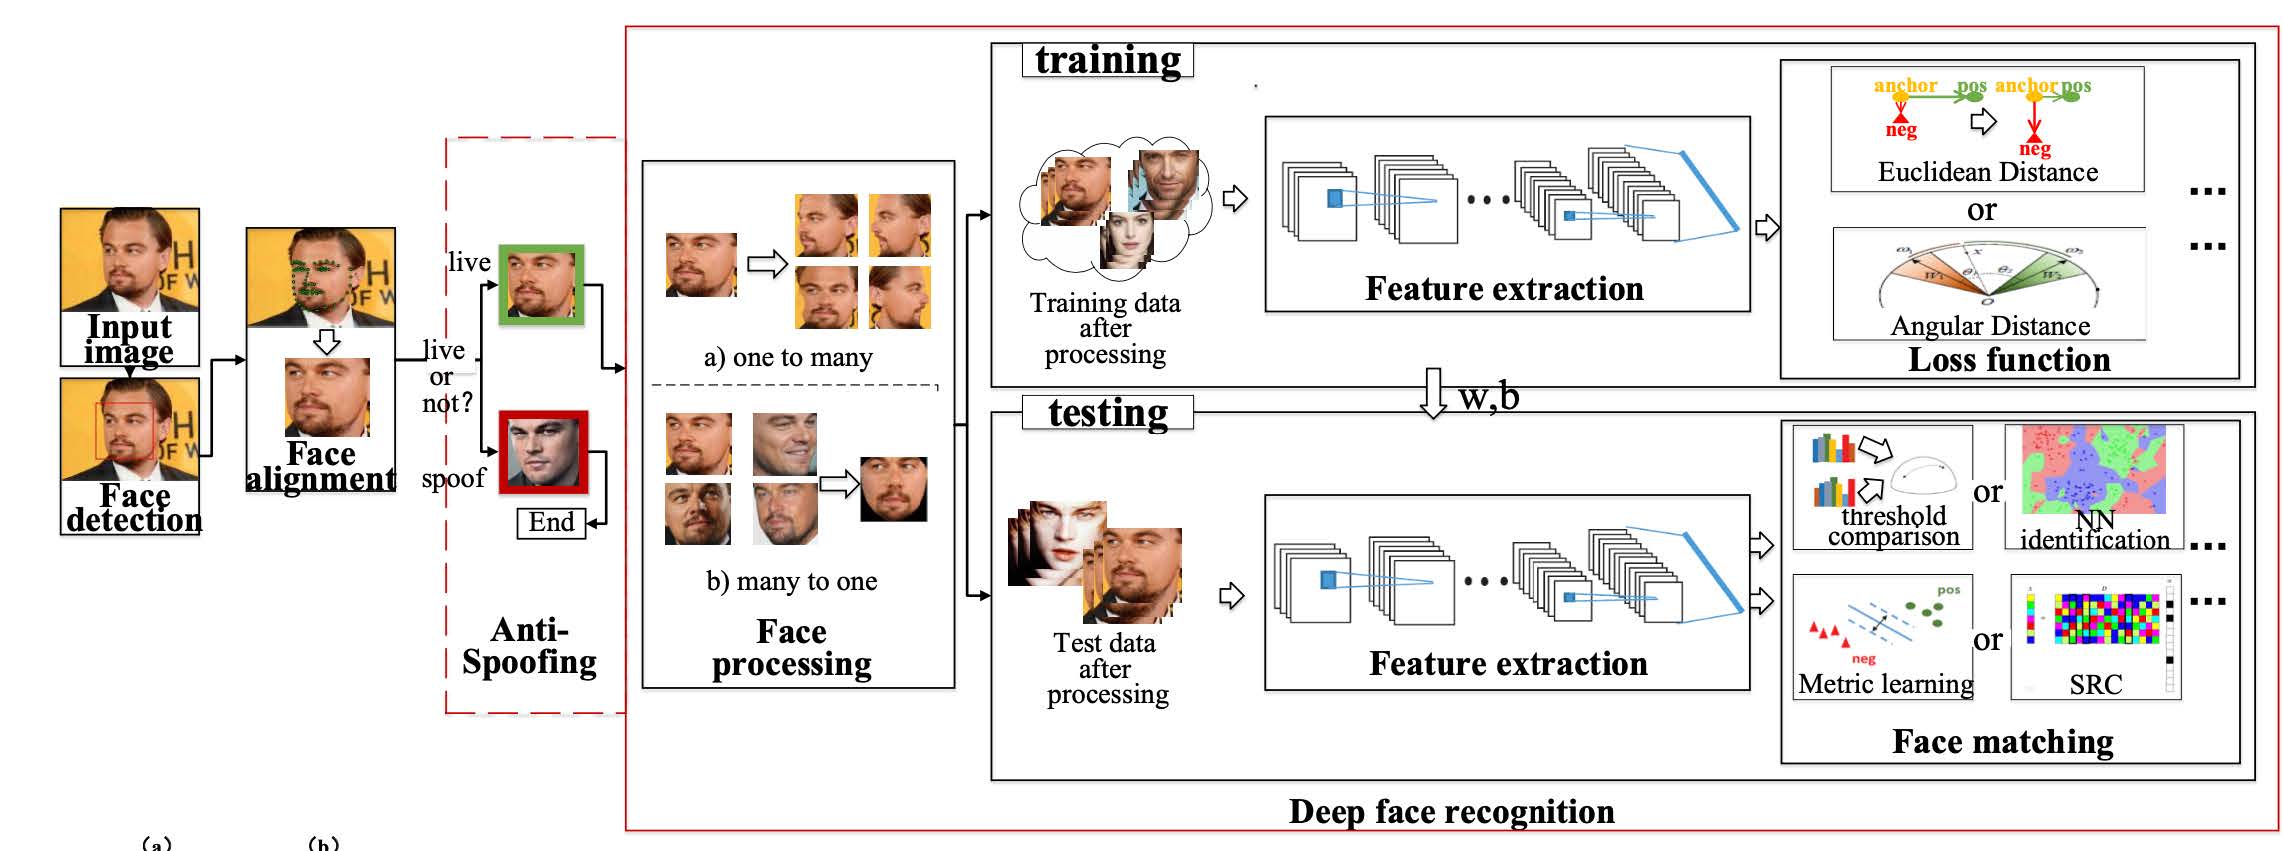 Input
image
Face
detection
Face
alignment
live
live
or
not?
spoof
End
Anti-
Spoofing
a) one to many
b) many to one
Face
processing
training
Training data
after
processing
Feature extraction
anchor pos anchor pos
neg
neg
Euclidean Distance
or
Angular Distance
Loss function
...
...
w,b
testing
Test data
after
processing
Feature extraction
threshold
comparison
or
NN
identification
...
pos
neg
Metric learning
or
SRC
...
Face matching
Deep face recognition
(a) (b)